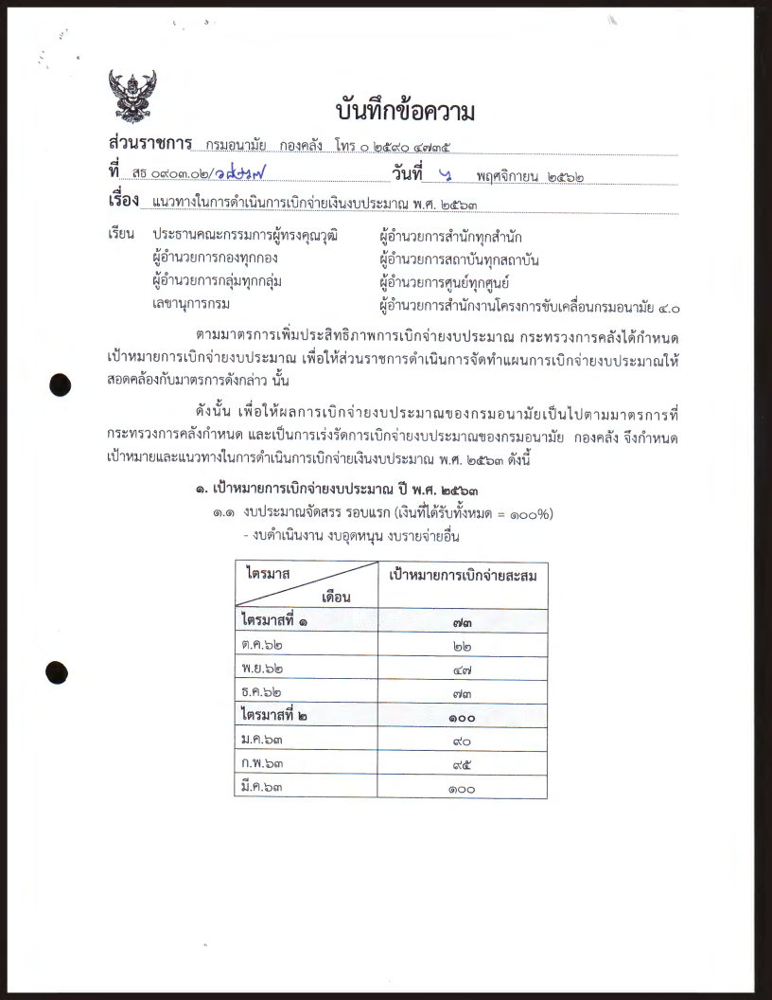 บันทึกข้อความ
ส่วนราชการ กรมอนามัย กองคลัง โทร ๐ ๒๕๙๐ ๔๗๓๕
ที่ สธ ๐๙๐๓.๐๒/ วันที่ ๖ พฤศจิกายน ๒๕๖๒
เรื่อง แนวทางในการดำเนินการเบิกจ่ายเงินงบประมาณ พ.ศ. ๒๕๖๓
เรียน ประธานคณะกรรมการผู้ทรงคุณวุฒิ ผู้อำนวยการสำนักทุกสำนัก
ผู้อำนวยการกองทุกกอง ผู้อำนวยการสถาบันทุกสถาบัน
ผู้อำนวยการกลุ่มทุกกลุ่ม ผู้อำนวยการศูนย์ทุกศูนย์
เลขานุการกรม ผู้อำนวยการสำนักงานโครงการขับเคลื่อนกรมอนามัย ๔.๐
ตามมาตรการเพิ่มประสิทธิภาพการเบิกจ่ายงบประมาณ กระทรวงการคลังได้กำหนด
เป้าหมายการเบิกจ่ายงบประมาณ เพื่อให้ส่วนราชการดำเนินการจัดทำแผนการเบิกจ่ายงบประมาณให้
สอดคล้องกับมาตรการดังกล่าว นั้น
ดังนั้น เพื่อให้ผลการเบิกจ่ายงบประมาณของกรมอนามัยเป็นไปตามมาตรการที่
กระทรวงการคลังกำหนด และเป็นการเร่งรัดการเบิกจ่ายงบประมาณของกรมอนามัย กองคลัง จึงกำหนด
เป้าหมายและแนวทางในการดำเนินการเบิกจ่ายเงินงบประมาณ พ.ศ. ๒๕๖๓ ดังนี้
๑. เป้าหมายการเบิกจ่ายงบประมาณ ปี พ.ศ. ๒๕๖๓
๑.๑ งบประมาณจัดสรร รอบแรก (เงินที่ได้รับทั้งหมด = ๑๐๐%)
- งบดำเนินงาน งบอุดหนุน งบรายจ่ายอื่น
ไตรมาส เป้าหมายการเบิกจ่ายสะสม
เดือน
ไตรมาสที่ ๑ ๗๓
ต.ค.๖๒ ๒๒
พ.ย.๖๒ ๔๗
ธ.ค.๖๒ ๗๓
ไตรมาสที่ ๒ ๑๐๐
ม.ค.๖๓ ๙๐
ก.พ.๖๓ ๙๕
มี.ค.๖๓ ๑๐๐